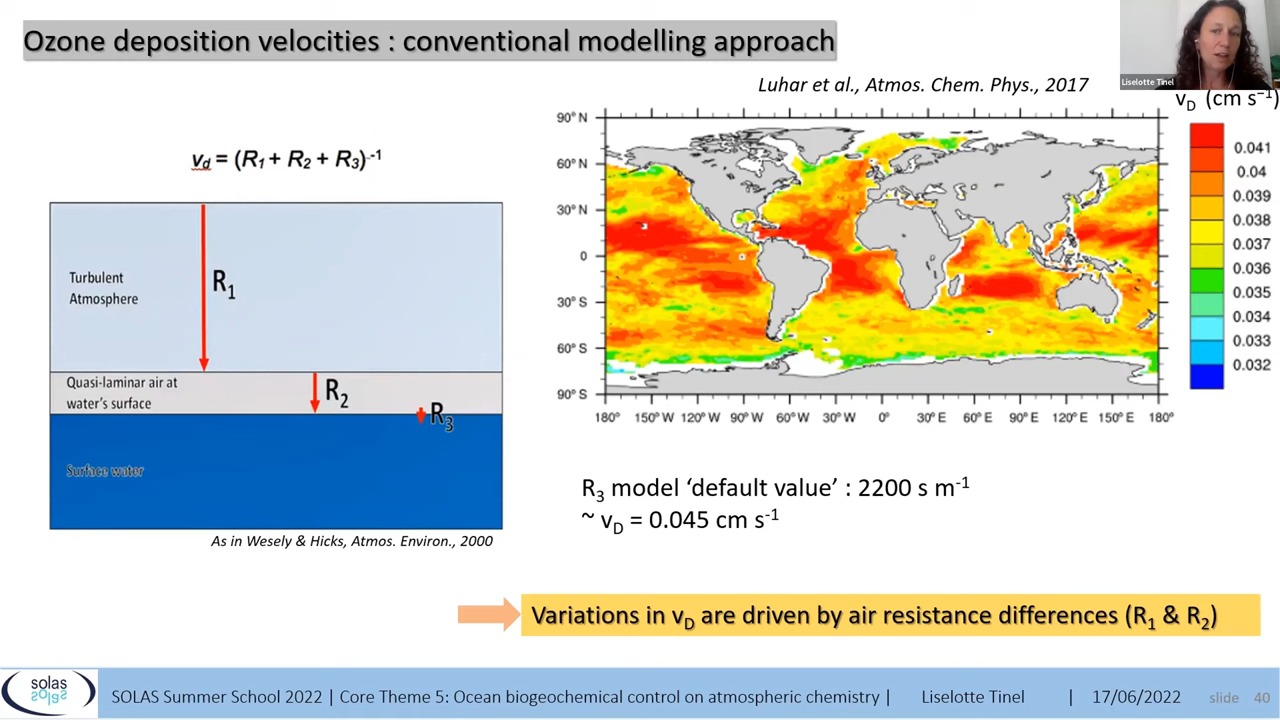 Ozone deposition velocities : conventional modelling approach
Liselotte Tinel
Luhar et al., Atmos. Chem. Phys., 2017
v_D (cm s⁻¹)
v_d = (R₁ + R₂ + R₃)⁻¹
Turbulent
Atmosphere
R₁
Quasi-laminar air at
water's surface
R₂
R₃
Surface water
As in Wesely & Hicks, Atmos. Environ., 2000
90° N
60° N
30° N
0
30° S
60° S
90° S
180° 150° W 120° W 90° W 60° W 30° W 0° 30° E 60° E 90° E 120° E 150° E 180°
0.041
0.04
0.039
0.038
0.037
0.036
0.035
0.034
0.033
0.032
R₃ model ‘default value’ : 2200 s m⁻¹
~ v_D = 0.045 cm s⁻¹
Variations in v_D are driven by air resistance differences (R₁ & R₂)
solas
SOLAS Summer School 2022 | Core Theme 5: Ocean biogeochemical control on atmospheric chemistry | Liselotte Tinel | 17/06/2022 slide 40